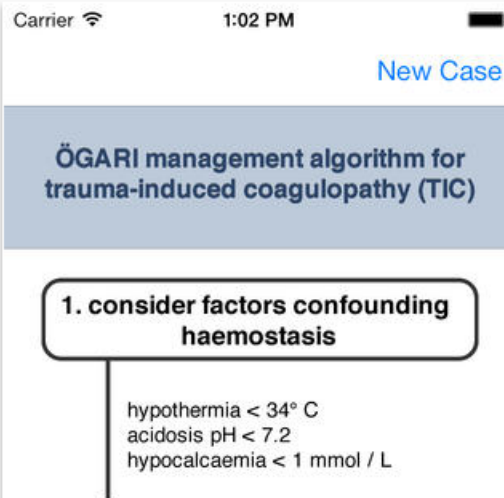 Carrier 1:02 PM
New Case
ÖGARI management algorithm for
trauma-induced coagulopathy (TIC)
1. consider factors confounding
haemostasis
hypothermia < 34° C
acidosis pH < 7.2
hypocalcaemia < 1 mmol / L